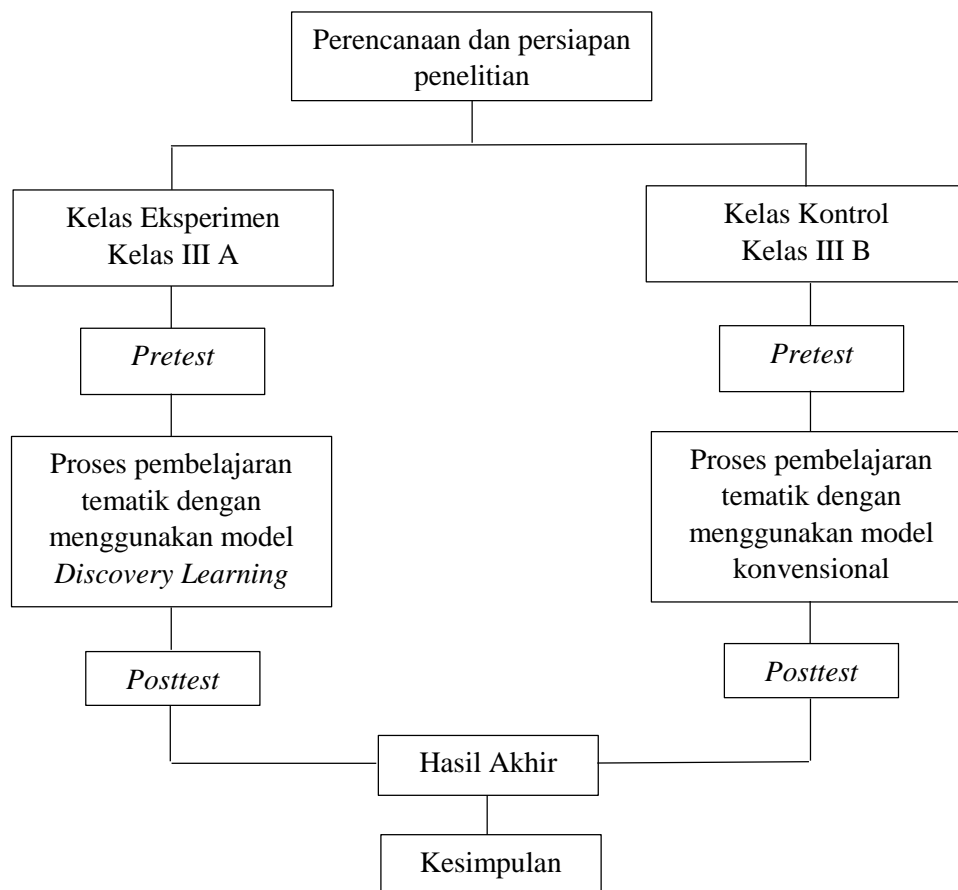 Perencanaan dan persiapan
penelitian
Kelas Eksperimen
Kelas III A
Kelas Kontrol
Kelas III B
Pretest
Pretest
Proses pembelajaran
tematik dengan
menggunakan model
Discovery Learning
Proses pembelajaran
tematik dengan
menggunakan model
konvensional
Posttest
Posttest
Hasil Akhir
Kesimpulan